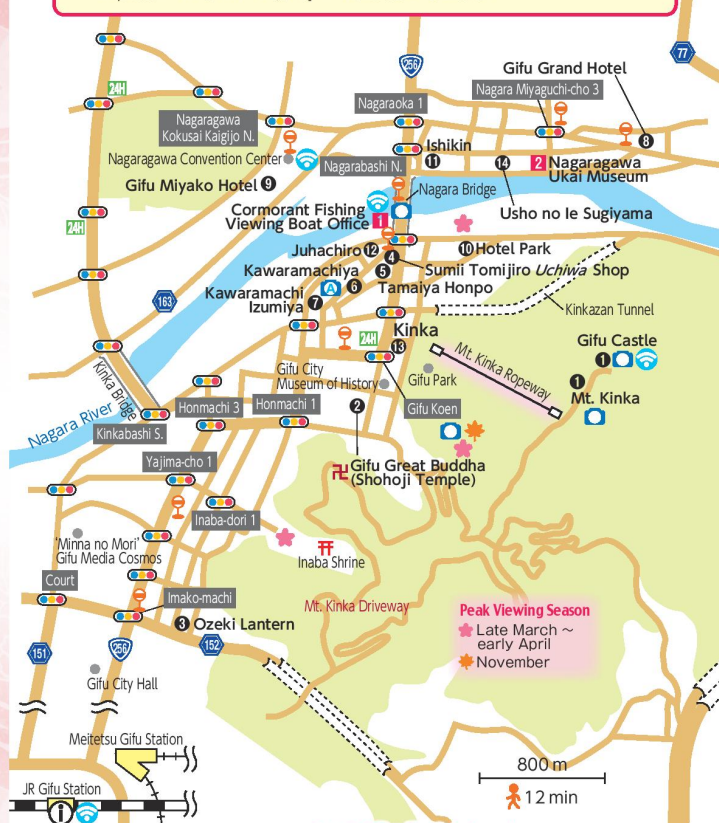 77
256
Gifu Grand Hotel
24H
Nagara Miyaguchi-cho 3
Nagaraoka 1
Nagaragawa
Kokusai Kaigijo N.
8
Ishikin
11
14
2
Nagaragawa
Ukai Museum
Nagaragawa Convention Center
Nagarabashi N.
Gifu Miyako Hotel 9
Nagara Bridge
Cormorant Fishing
Viewing Boat Office 1
Usho no Ie Sugiyama
24H
Juhachiro 12
10 Hotel Park
4
Sumii Tomijiro Uchiwa Shop
Kawaramachiya
A
6
5
Tamaiya Honpo
Kawaramachi
Izumiya
7
163
Kinkazan Tunnel
24H
Kinka
13
Gifu Castle
1
Mt. Kinka Ropeway
1
Mt. Kinka
Gifu City
Museum of History
Gifu Park
Kinka Bridge
Gifu Koen
Honmachi 3
Honmachi 1
2
Nagara River
Kinkabashi S.
Gifu Great Buddha
(Shohoji Temple)
卍
Yajima-cho 1
Inaba-dori 1
'Minna no Mori'
Gifu Media Cosmos
Inaba Shrine
Court
Imako-machi
Mt. Kinka Driveway
Peak Viewing Season
Late March ~
early April
November
3 Ozeki Lantern
151
256
152
Gifu City Hall
Meitetsu Gifu Station
800 m
12 min
JR Gifu Station
i